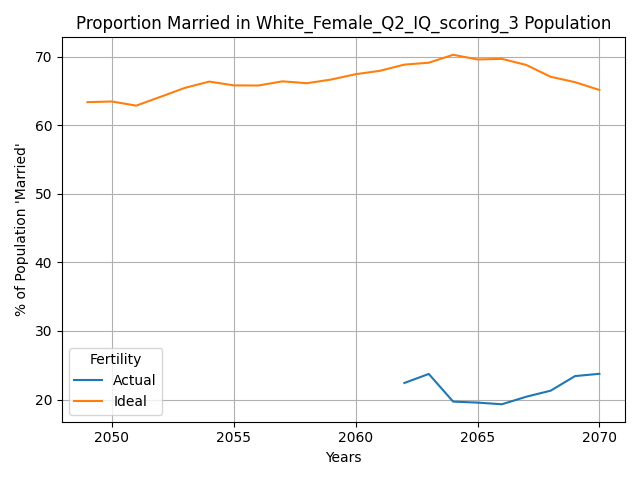 Proportion Married in White_Female_Q2_IQ_scoring_3 Population
% of Population 'Married'
70
60
50
40
30
20
Fertility
Actual
Ideal
2050 2055 2060 2065 2070
Years